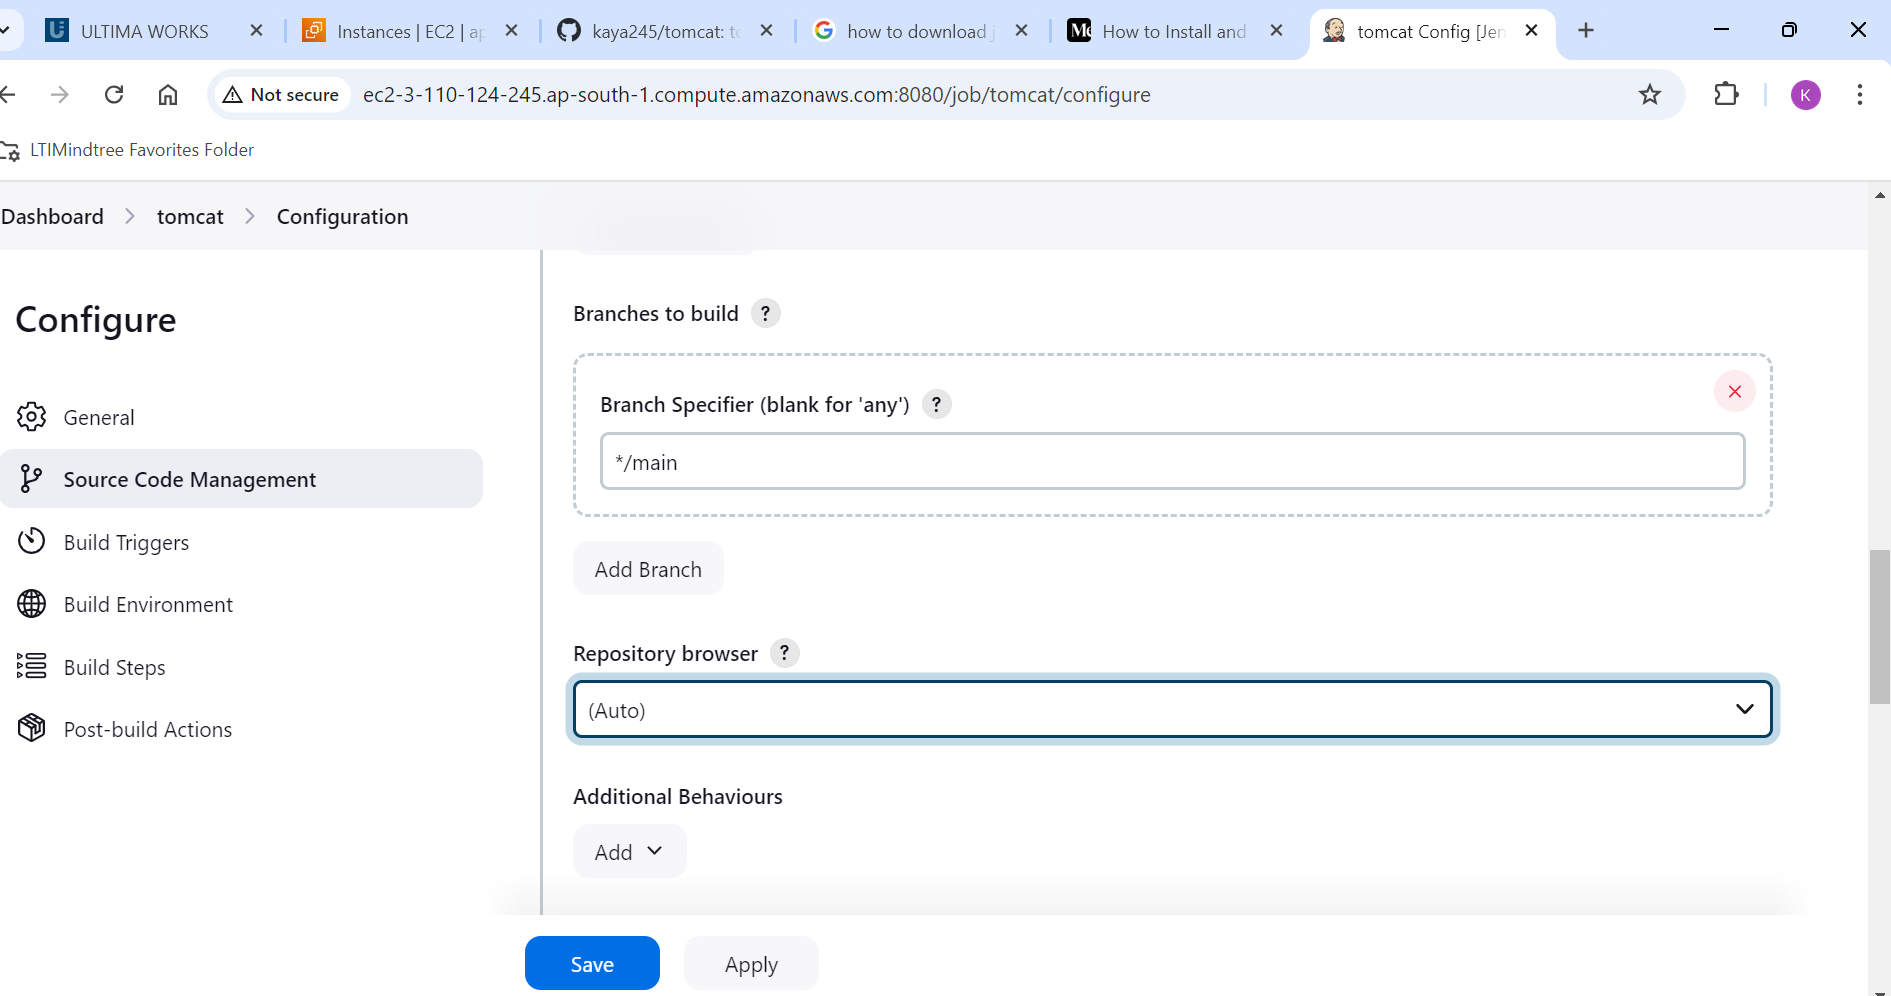 ULTIMA WORKS
Instances | EC2 | ap
kaya245/tomcat: to
how to download j
How to Install and
tomcat Config [Jen
Not secure
ec2-3-110-124-245.ap-south-1.compute.amazonaws.com:8080/job/tomcat/configure
K
LTIMindtree Favorites Folder
Dashboard > tomcat > Configuration
Configure
General
Source Code Management
Build Triggers
Build Environment
Build Steps
Post-build Actions
Branches to build ?
Branch Specifier (blank for 'any') ?
*/main
Add Branch
Repository browser ?
(Auto)
Additional Behaviours
Add
Save
Apply